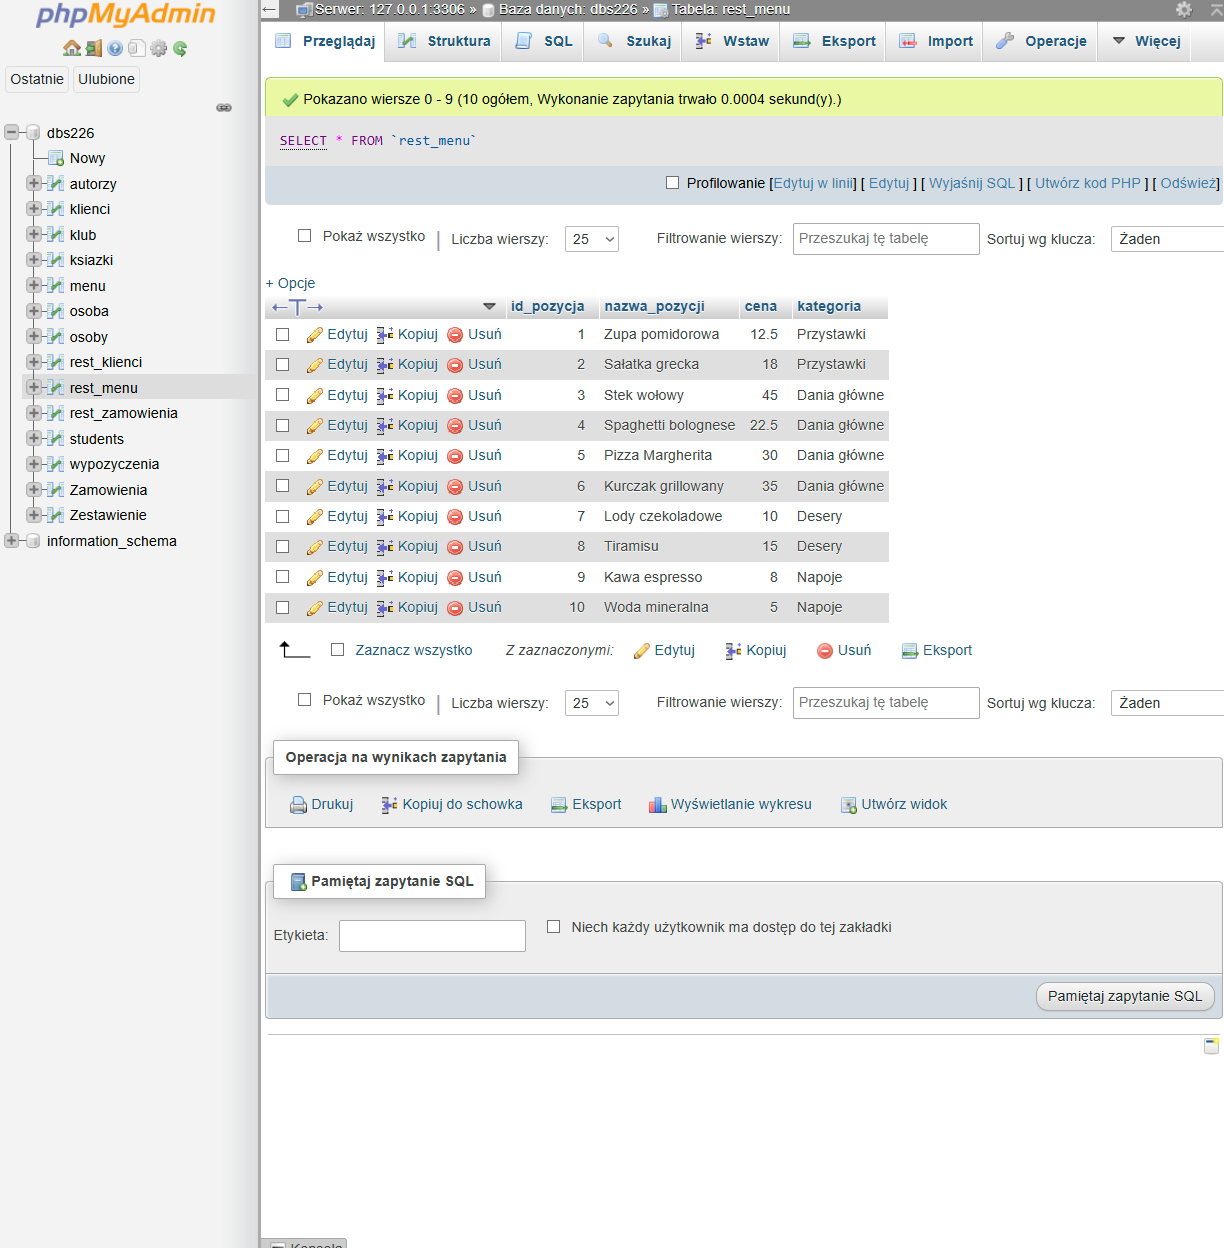 phpMyAdmin
Ostatnie Ulubione
dbs226
Nowy
autorzy
klienci
klub
ksiazki
menu
osoba
osoby
rest_klienci
rest_menu
rest_zamowienia
students
wypozyczenia
Zamowienia
Zestawienie
information_schema
Serwer: 127.0.0.1:3306 » Baza danych: dbs226 » Tabela: rest_menu
Przeglądaj Struktura SQL Szukaj Wstaw Eksport Import Operacje Więcej
Pokazano wiersze 0 - 9 (10 ogółem, Wykonanie zapytania trwało 0.0004 sekund(y).)
SELECT * FROM `rest_menu`
Profilowanie [Edytuj w linii] [ Edytuj ] [ Wyjaśnij SQL ] [ Utwórz kod PHP ] [ Odśwież]
Pokaż wszystko | Liczba wierszy: 25 Filtrowanie wierszy: Przeszukaj tę tabelę Sortuj wg klucza: Żaden
+ Opcje
←T→ id_pozycja nazwa_pozycji cena kategoria
Edytuj Kopiuj Usuń 1 Zupa pomidorowa 12.5 Przystawki
Edytuj Kopiuj Usuń 2 Sałatka grecka 18 Przystawki
Edytuj Kopiuj Usuń 3 Stek wołowy 45 Dania główne
Edytuj Kopiuj Usuń 4 Spaghetti bolognese 22.5 Dania główne
Edytuj Kopiuj Usuń 5 Pizza Margherita 30 Dania główne
Edytuj Kopiuj Usuń 6 Kurczak grillowany 35 Dania główne
Edytuj Kopiuj Usuń 7 Lody czekoladowe 10 Desery
Edytuj Kopiuj Usuń 8 Tiramisu 15 Desery
Edytuj Kopiuj Usuń 9 Kawa espresso 8 Napoje
Edytuj Kopiuj Usuń 10 Woda mineralna 5 Napoje
Zaznacz wszystko Z zaznaczonymi: Edytuj Kopiuj Usuń Eksport
Pokaż wszystko | Liczba wierszy: 25 Filtrowanie wierszy: Przeszukaj tę tabelę Sortuj wg klucza: Żaden
Operacja na wynikach zapytania
Drukuj Kopiuj do schowka Eksport Wyświetlanie wykresu Utwórz widok
Pamiętaj zapytanie SQL
Etykieta: Niech każdy użytkownik ma dostęp do tej zakładki
Pamiętaj zapytanie SQL
Konsola